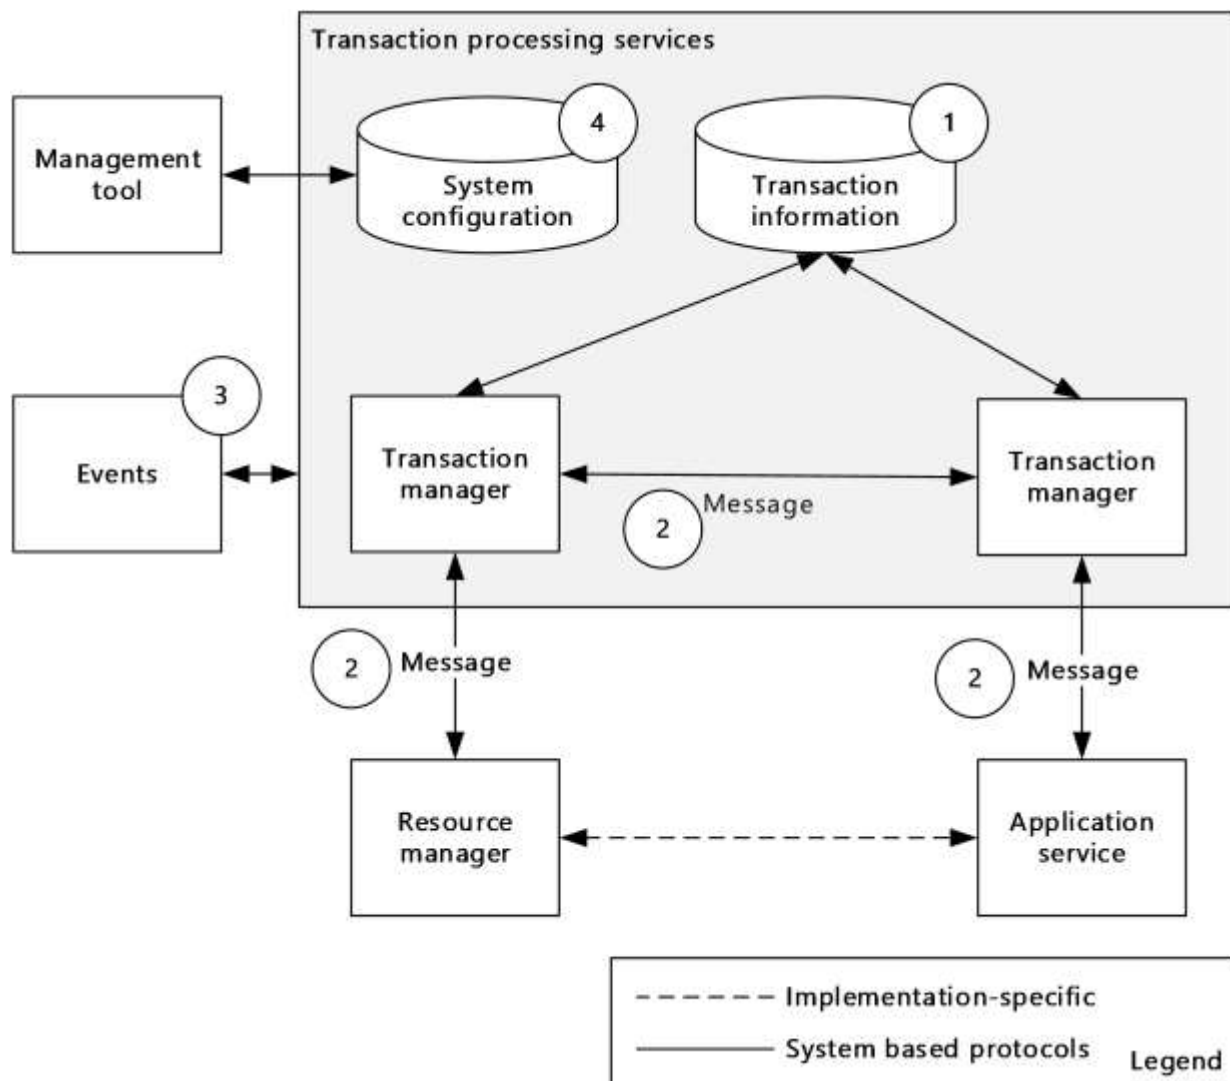 Transaction processing services
4
1
Management
tool
System
configuration
Transaction
information
3
Events
Transaction
manager
Transaction
manager
2
Message
2
Message
2
Message
Resource
manager
Application
service
Implementation-specific
System based protocols
Legend